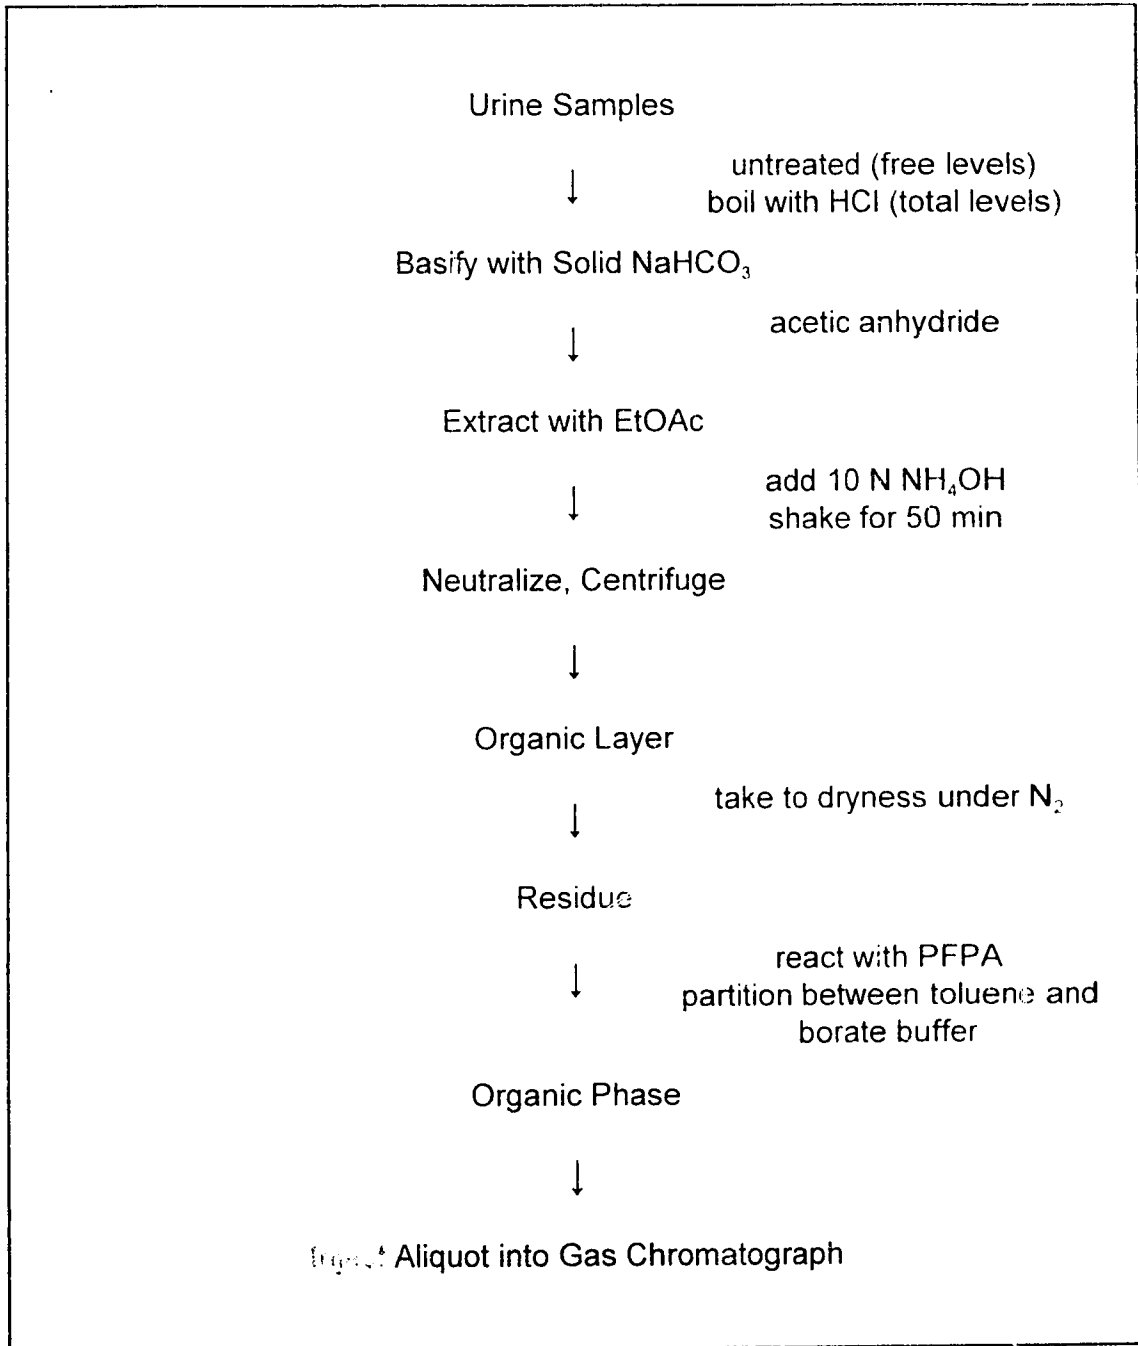 Urine Samples
↓
untreated (free levels)
boil with HCl (total levels)
Basify with Solid NaHCO₃
↓
acetic anhydride
Extract with EtOAc
↓
add 10 N NH₄OH
shake for 50 min
Neutralize, Centrifuge
↓
Organic Layer
↓
take to dryness under N₂
Residue
↓
react with PFPA
partition between toluene and
borate buffer
Organic Phase
↓
Inject Aliquot into Gas Chromatograph